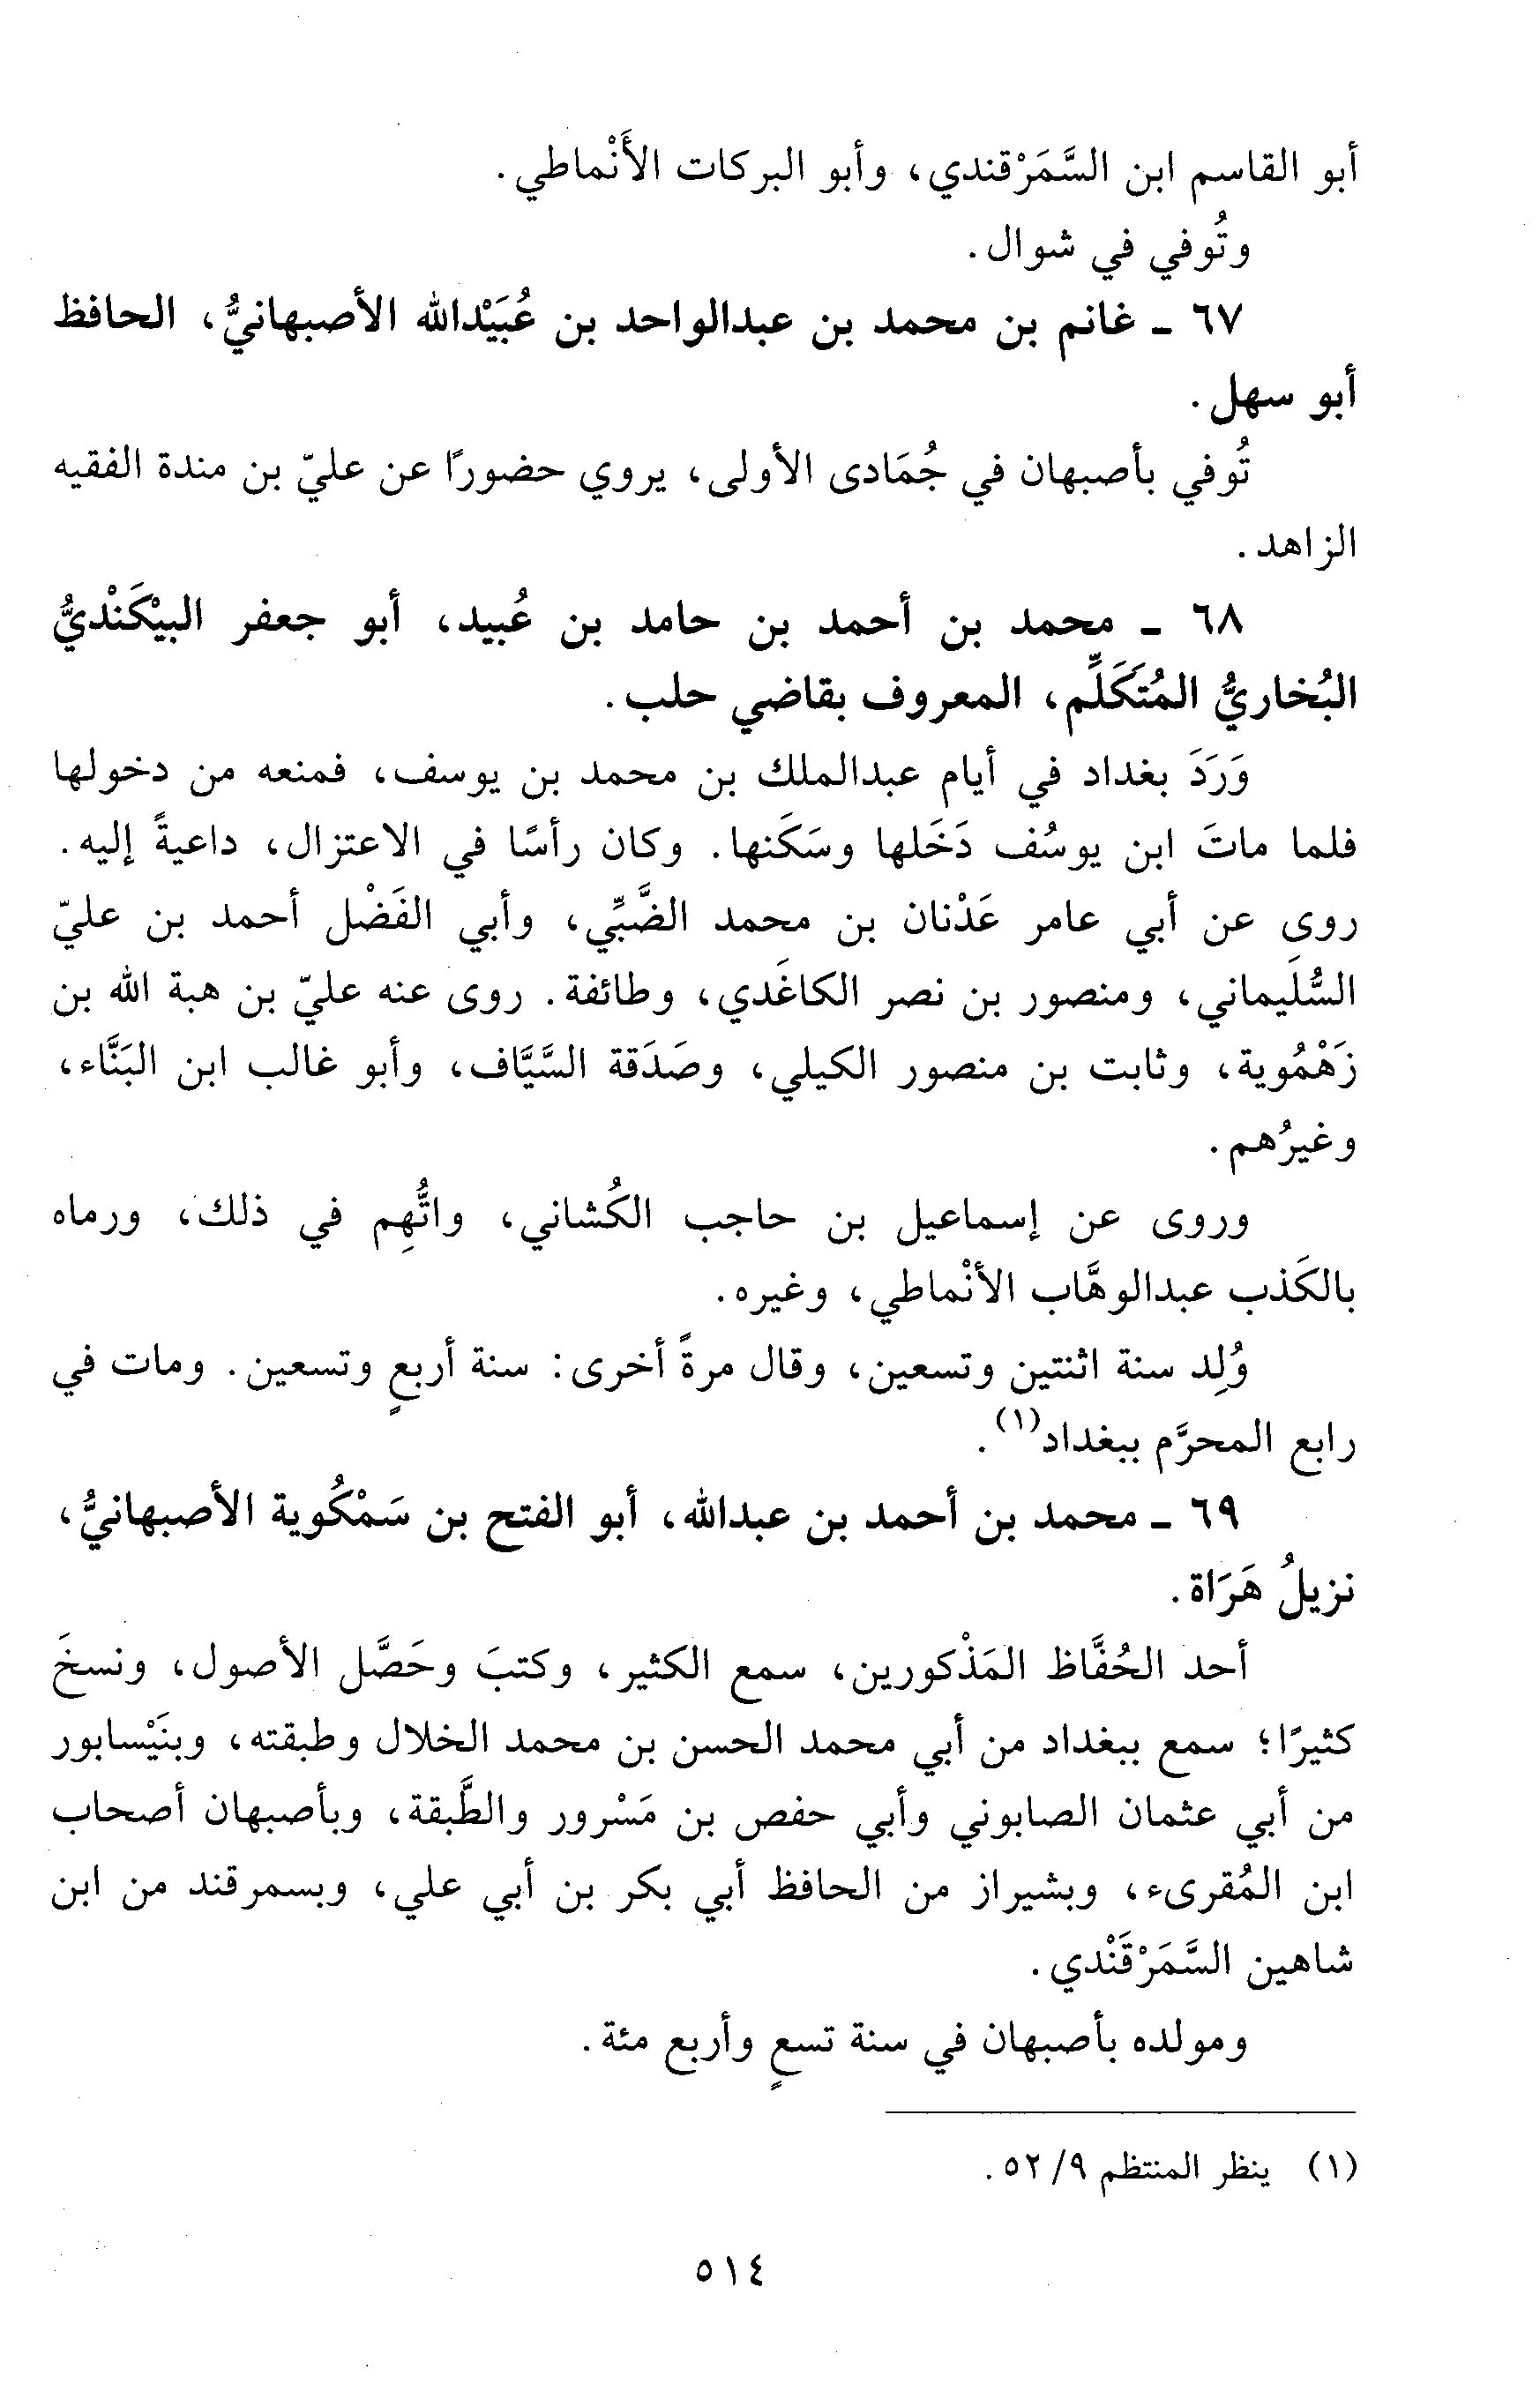 أبو القاسم ابن السَّمَرْقندي، وأبو البركات الأَنْماطي.
وتُوفي في شوال.
٦٧ - غانم بن محمد بن عبدالواحد بن عُبَيْدالله الأصبهانيُّ، الحافظ
أبو سهل.
تُوفي بأصبهان في جُمَادى الأولى، يروي حضورًا عن عليّ بن مندة الفقيه
الزاهد.
٦٨ - محمد بن أحمد بن حامد بن عُبيد، أبو جعفر البيْكَنْديُّ
البُخاريُّ المُتَكَلِّم، المعروف بقاضي حلب.
وَرَدَ بغداد في أيام عبدالملك بن محمد بن يوسف، فمنعه من دخولها
فلما ماتَ ابن يوسُف دَخَلها وسَكَنها. وكان رأسًا في الاعتزال، داعيةً إليه.
روى عن أبي عامر عَدْنان بن محمد الضَّبِّي، وأبي الفَضْل أحمد بن عليّ
السُّلَيماني، ومنصور بن نصر الكاغَدي، وطائفة. روى عنه عليّ بن هبة الله بن
زَهْمُوية، وثابت بن منصور الكيلي، وصَدَقة السَّيَّاف، وأبو غالب ابن البَنَّاء،
وغيرُهم.
وروى عن إسماعيل بن حاجب الكُشاني، واتُّهِم في ذلك، ورماه
بالكَذب عبدالوهَّاب الأنْماطي، وغيره.
وُلِد سنة اثنتين وتسعين، وقال مرةً أخرى: سنة أربعٍ وتسعين. ومات في
رابع المحرَّم ببغداد(١).
٦٩ - محمد بن أحمد بن عبدالله، أبو الفتح بن سَمْكُوية الأصبهانيُّ،
نزيلُ هَرَاة.
أحد الحُفَّاظ المَذْكورين، سمع الكثير، وكتبَ وحَصَّل الأصول، ونسخَ
كثيرًا؛ سمع ببغداد من أبي محمد الحسن بن محمد الخلال وطبقته، وبنَيْسابور
من أبي عثمان الصابوني وأبي حفص بن مَسْرور والطَّبقة، وبأصبهان أصحاب
ابن المُقرىء، وبشيراز من الحافظ أبي بكر بن أبي علي، وبسمرقند من ابن
شاهين السَّمَرْقَنْدي.
ومولده بأصبهان في سنة تسعٍ وأربع مئة.
(١) ينظر المنتظم ٩/ ٥٢.
٥١٤